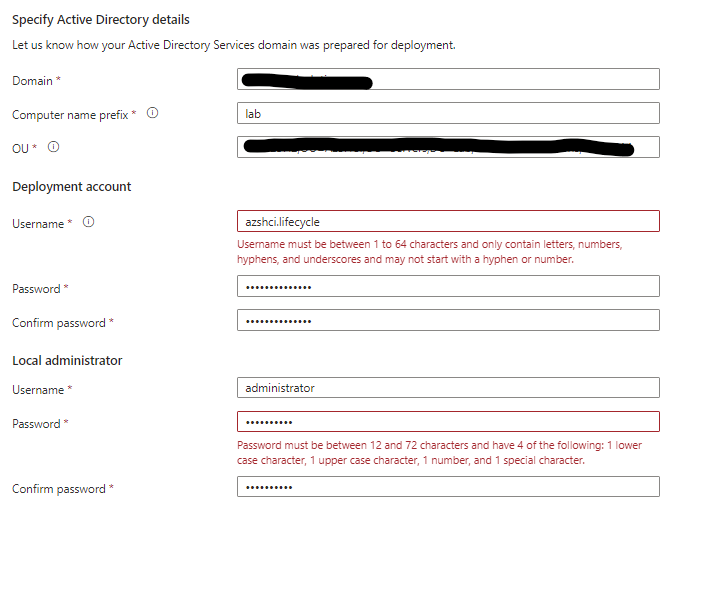 Specify Active Directory details
Let us know how your Active Directory Services domain was prepared for deployment.
Domain *
Computer name prefix * lab
OU *
Deployment account
Username * azshci.lifecycle
Username must be between 1 to 64 characters and only contain letters, numbers,
hyphens, and underscores and may not start with a hyphen or number.
Password * ••••••••••••••
Confirm password * ••••••••••••••
Local administrator
Username * administrator
Password * ••••••••••
Password must be between 12 and 72 characters and have 4 of the following: 1 lower
case character, 1 upper case character, 1 number, and 1 special character.
Confirm password * ••••••••••